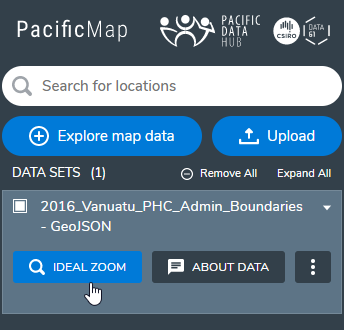 PacificMap
PACIFIC
DATA
HUB
CSIRO
DATA
61
Search for locations
Explore map data
Upload
DATA SETS (1)
Remove All
Expand All
2016_Vanuatu_PHC_Admin_Boundaries
- GeoJSON
IDEAL ZOOM
ABOUT DATA